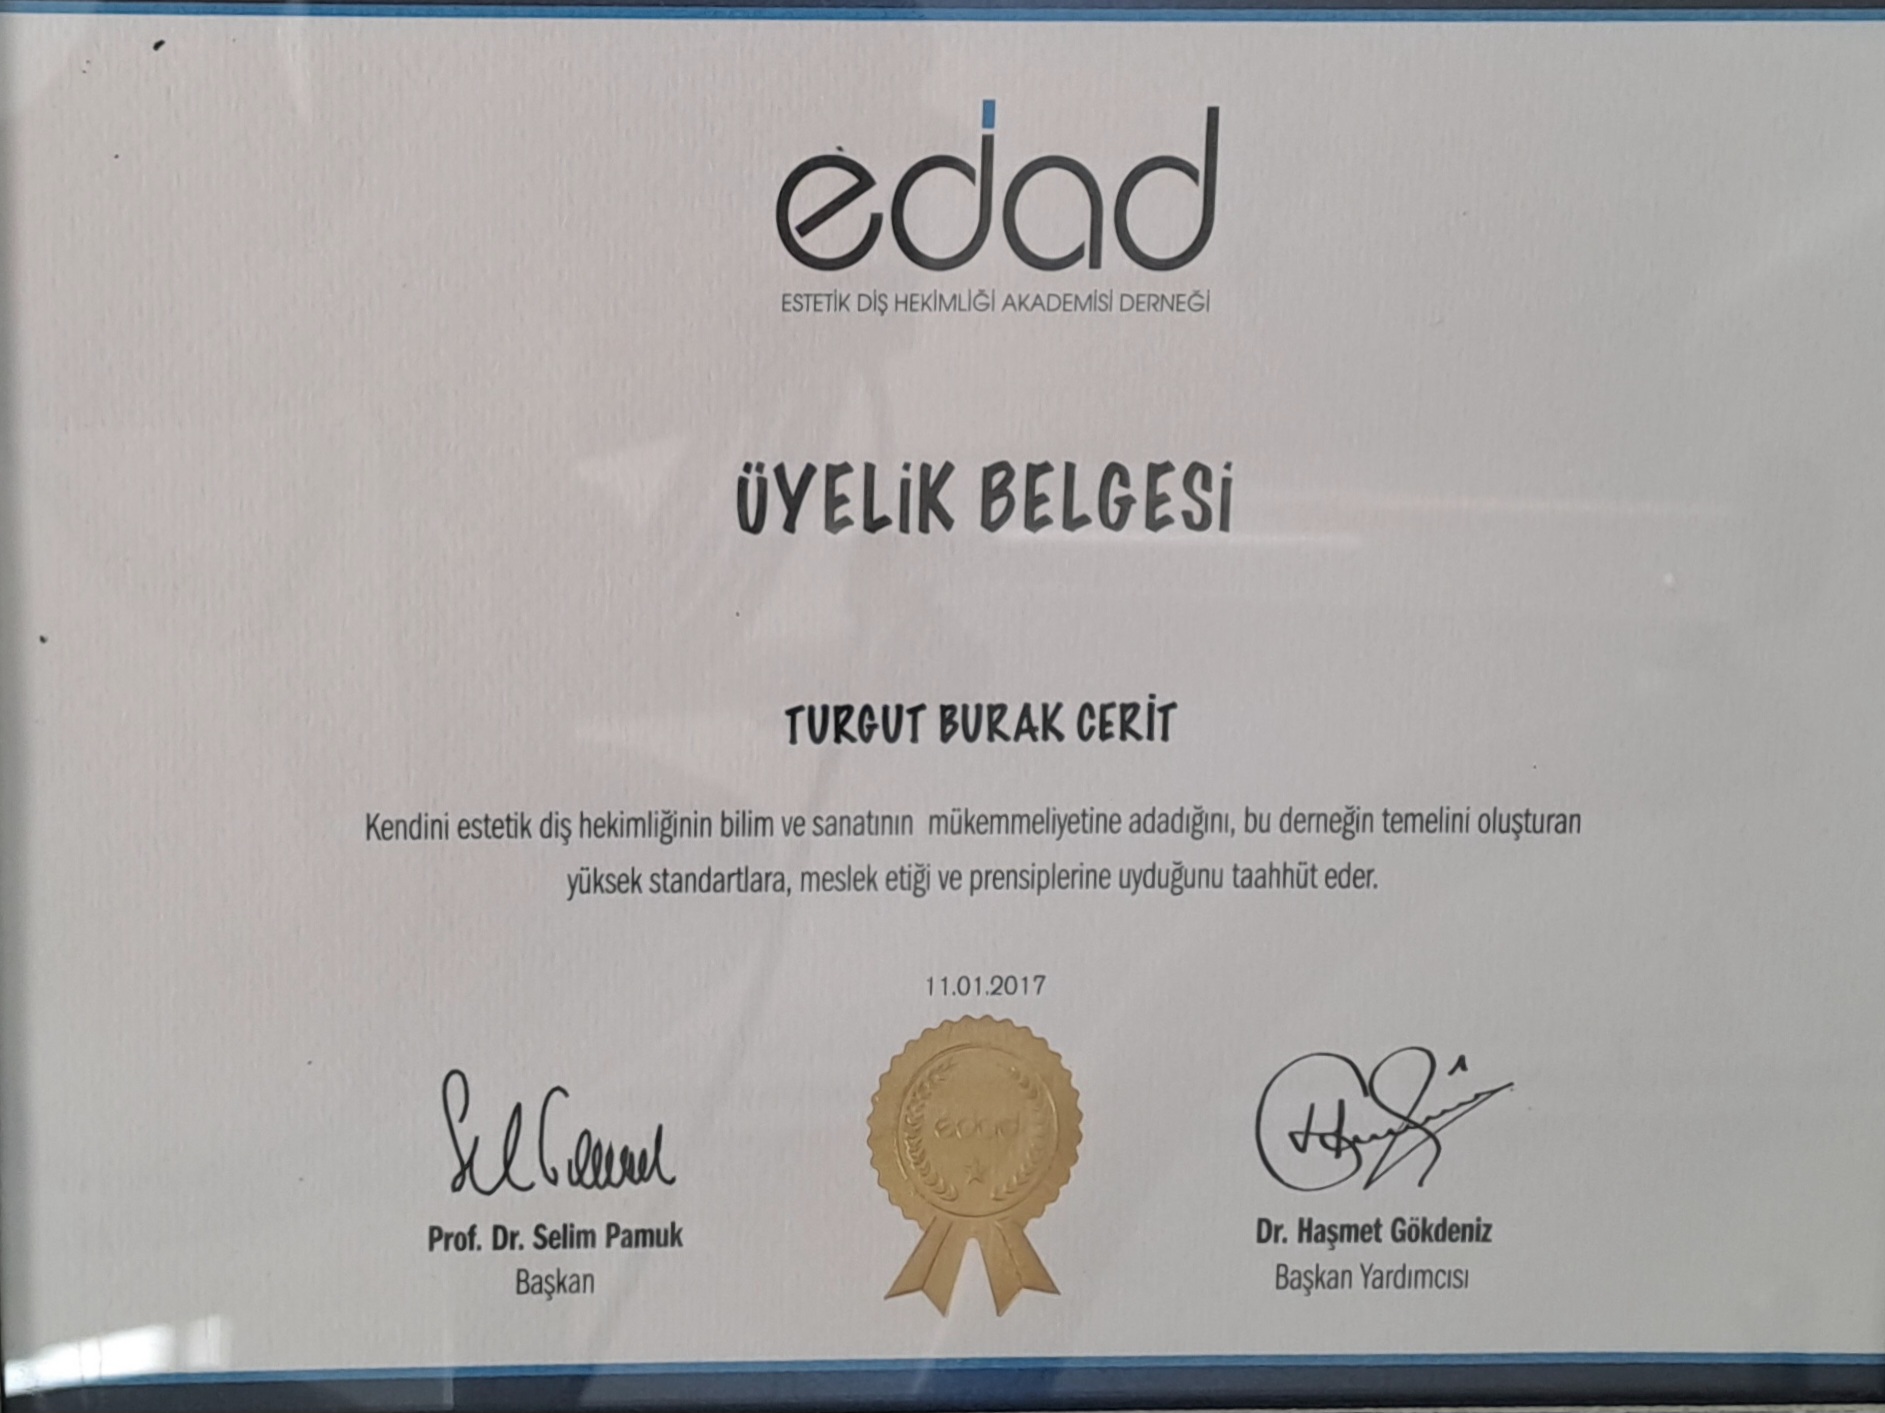 edad
ESTETİK DİŞ HEKİMLİĞİ AKADEMİSİ DERNEĞİ
ÜYELİK BELGESİ
TURGUT BURAK CERİT
Kendini estetik diş hekimliğinin bilim ve sanatının mükemmeliyetine adadığını, bu derneğin temelini oluşturan
yüksek standartlara, meslek etiği ve prensiplerine uyduğunu taahhüt eder.
11.01.2017
edad
Prof. Dr. Selim Pamuk
Başkan
Dr. Haşmet Gökdeniz
Başkan Yardımcısı